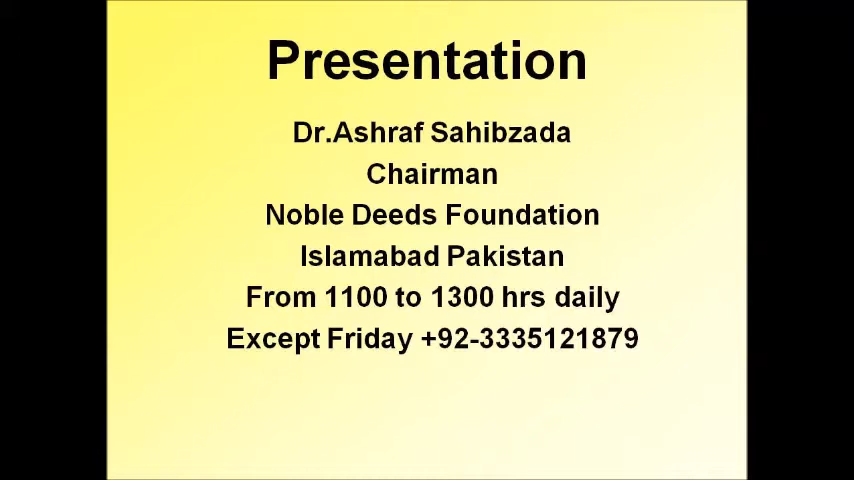 Presentation
Dr.Ashraf Sahibzada
Chairman
Noble Deeds Foundation
Islamabad Pakistan
From 1100 to 1300 hrs daily
Except Friday +92-3335121879